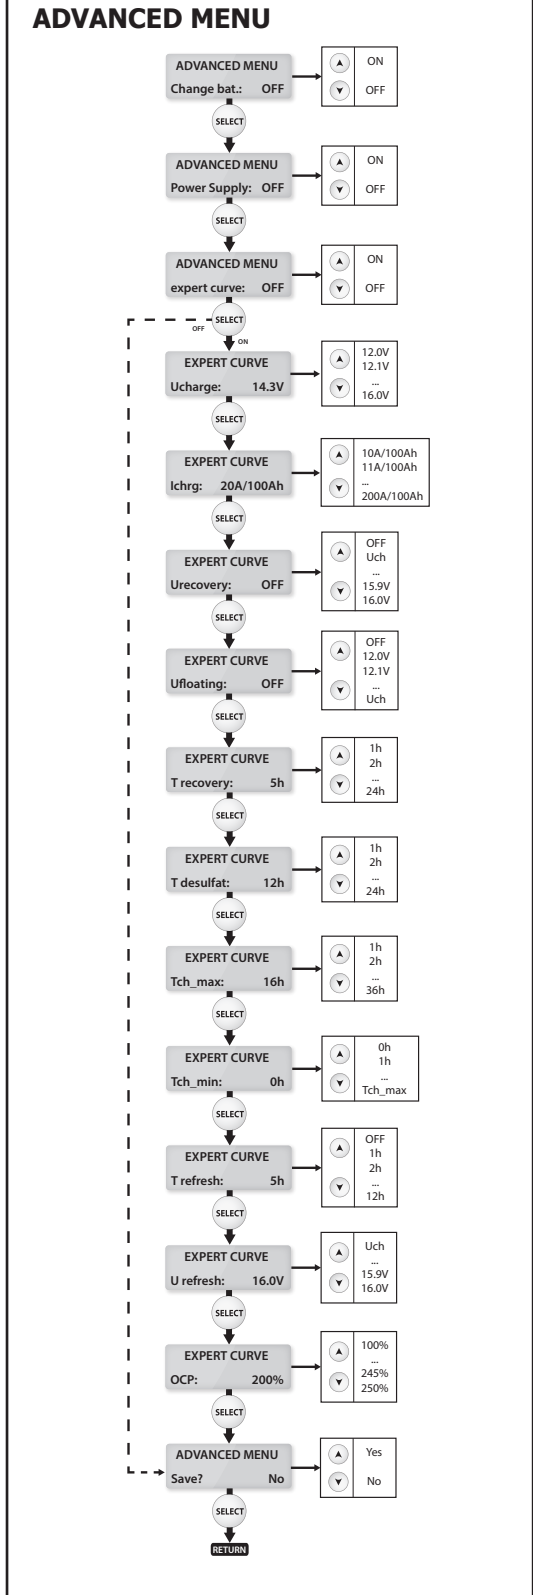 ADVANCED MENU
ADVANCED MENU
Change bat.: OFF
ON
OFF
SELECT
ADVANCED MENU
Power Supply: OFF
ON
OFF
SELECT
ADVANCED MENU
expert curve: OFF
ON
OFF
SELECT
OFF
ON
EXPERT CURVE
Ucharge: 14.3V
12.0V
12.1V
...
16.0V
SELECT
EXPERT CURVE
Ichrg: 20A/100Ah
10A/100Ah
11A/100Ah
...
200A/100Ah
SELECT
EXPERT CURVE
Urecovery: OFF
OFF
Uch
...
15.9V
16.0V
SELECT
EXPERT CURVE
Ufloating: OFF
OFF
12.0V
12.1V
...
Uch
SELECT
EXPERT CURVE
T recovery: 5h
1h
2h
...
24h
SELECT
EXPERT CURVE
T desulfat: 12h
1h
2h
...
24h
SELECT
EXPERT CURVE
Tch_max: 16h
1h
2h
...
36h
SELECT
EXPERT CURVE
Tch_min: 0h
0h
1h
...
Tch_max
SELECT
EXPERT CURVE
T refresh: 5h
OFF
1h
2h
...
12h
SELECT
EXPERT CURVE
U refresh: 16.0V
Uch
...
15.9V
16.0V
SELECT
EXPERT CURVE
OCP: 200%
100%
...
245%
250%
SELECT
ADVANCED MENU
Save? No
Yes
No
SELECT
RETURN